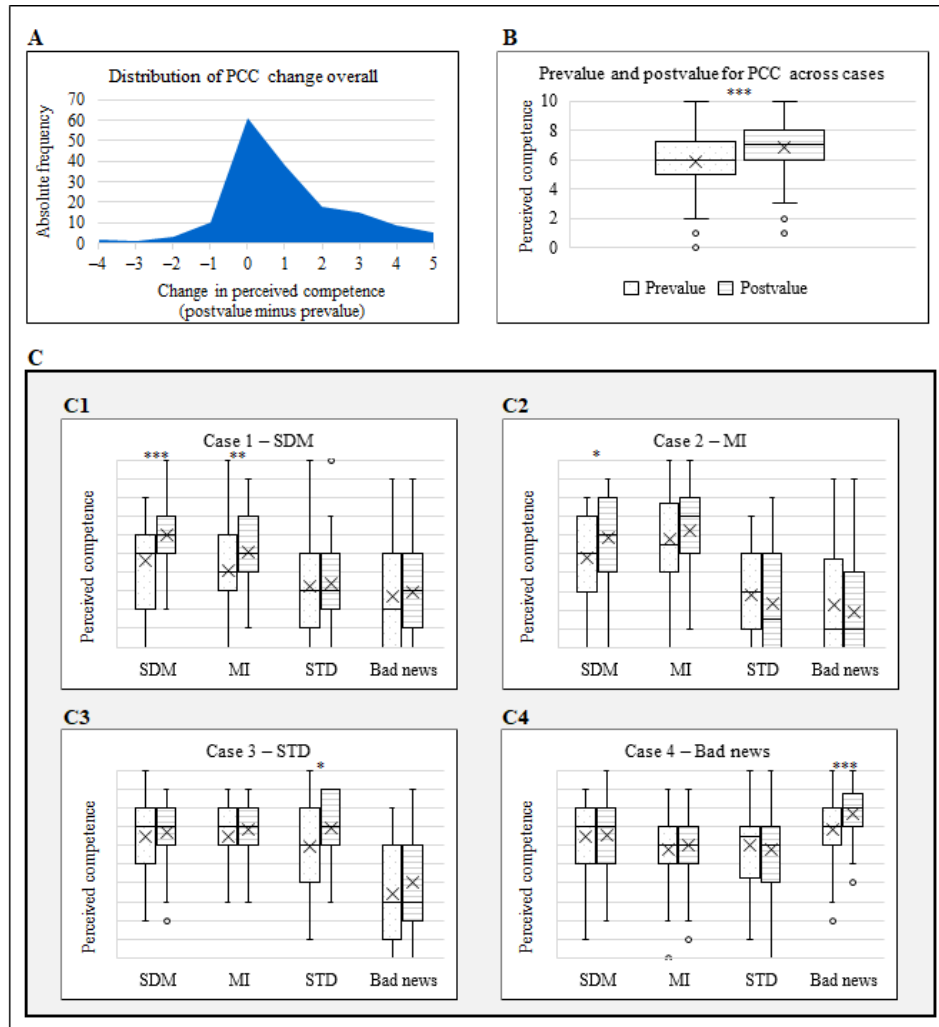 A
Distribution of PCC change overall
Absolute frequency
70
60
50
40
30
20
10
0
–4 –3 –2 –1 0 1 2 3 4 5
Change in perceived competence
(postvalue minus prevalue)
B
Prevalue and postvalue for PCC across cases
***
Perceived competence
10
8
6
4
2
0
Prevalue Postvalue
C
C1
Case 1 – SDM
*** **
Perceived competence
SDM MI STD Bad news
C2
Case 2 – MI
*
Perceived competence
SDM MI STD Bad news
C3
Case 3 – STD
*
Perceived competence
SDM MI STD Bad news
C4
Case 4 – Bad news
***
Perceived competence
SDM MI STD Bad news